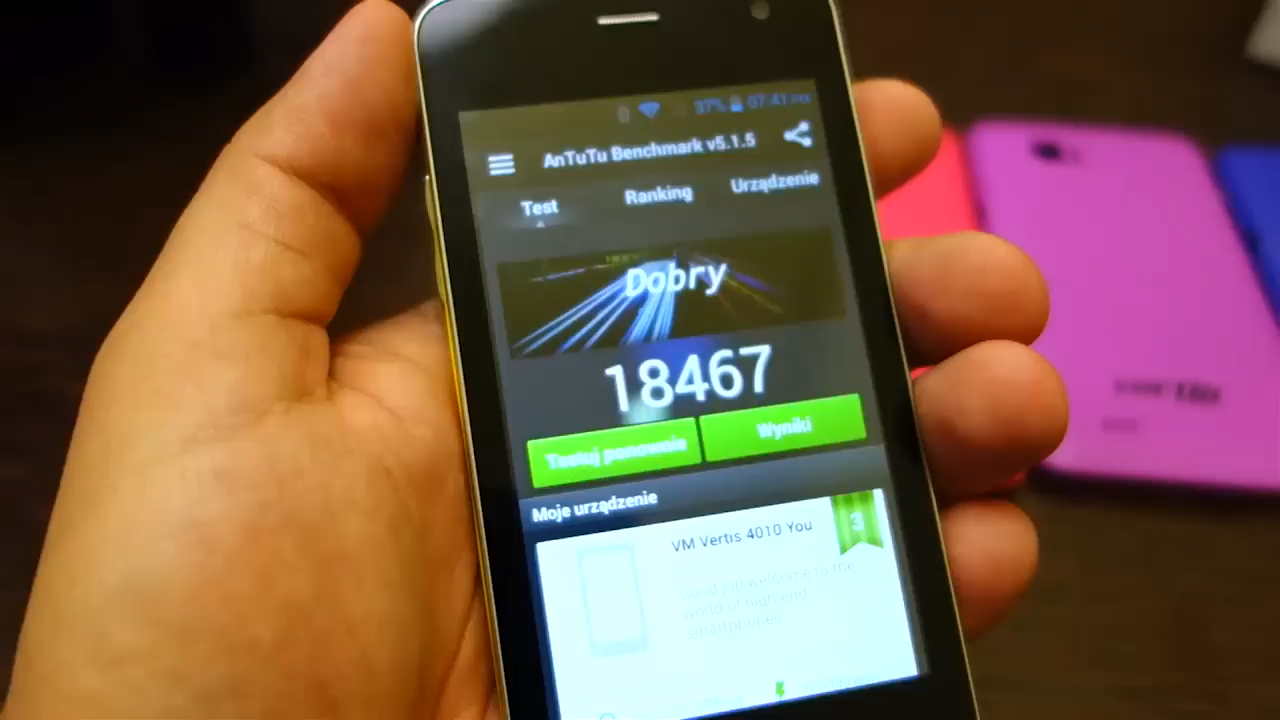 37% 07:41 PM
AnTuTu Benchmark v5.1.5
Test Ranking Urządzenie
Dobry
18467
Testuj ponownie Wyniki
Moje urządzenie
VM Vertis 4010 You
3
Good job welcome to the
world of high-end
smartphones